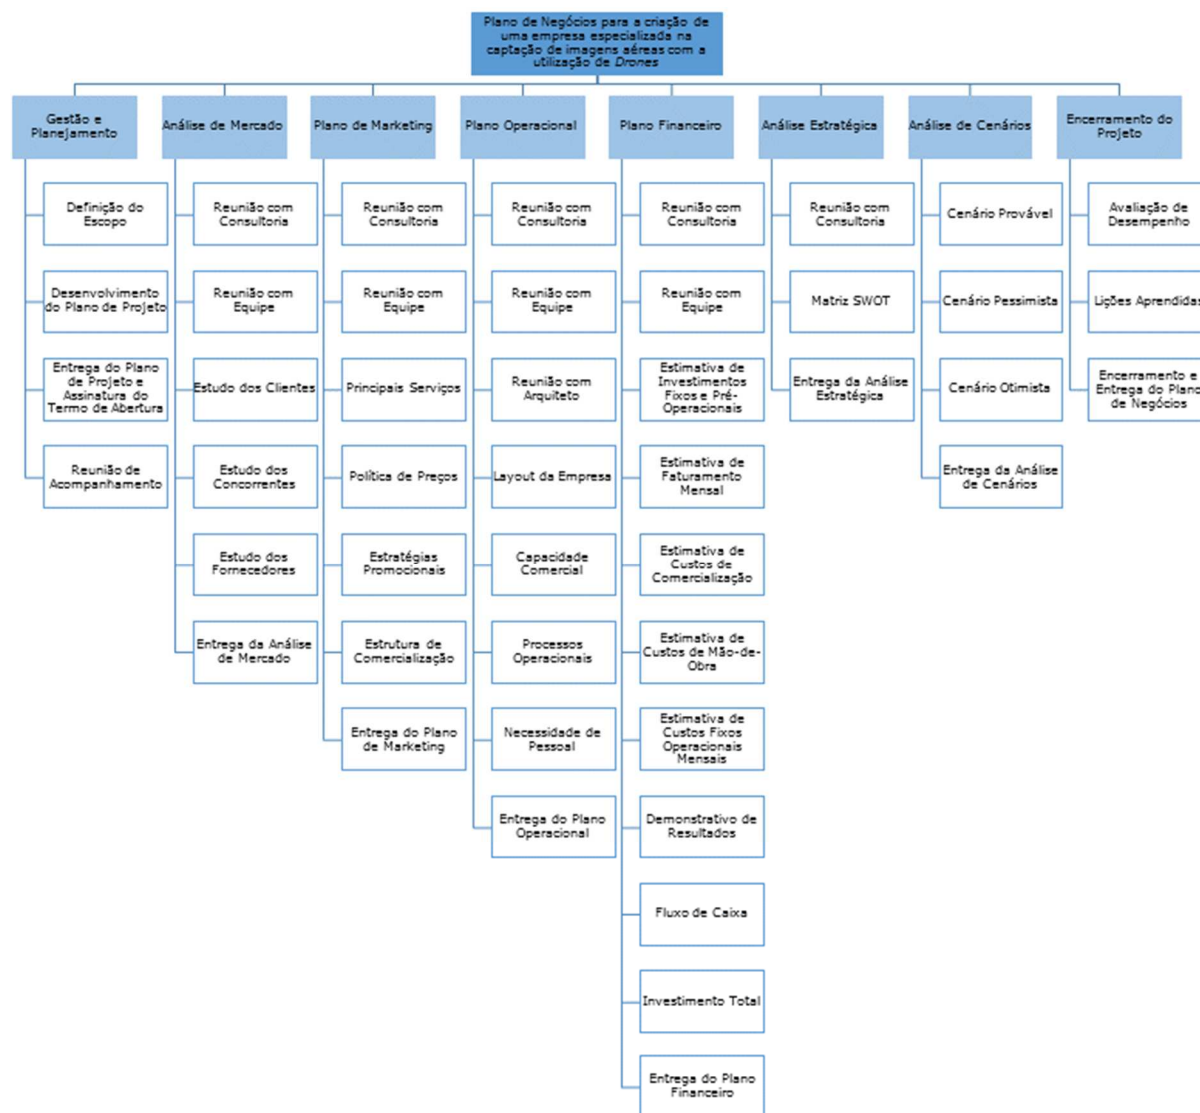 Plano de Negócios para a criação de
uma empresa especializada na
captação de imagens aéreas com a
utilização de Drones
Gestão e
Planejamento
Definição do
Escopo
Desenvolvimento
do Plano de Projeto
Entrega do Plano
de Projeto e
Assinatura do
Termo de Abertura
Reunião de
Acompanhamento
Análise de Mercado
Reunião com
Consultoria
Reunião com
Equipe
Estudo dos Clientes
Estudo dos
Concorrentes
Estudo dos
Fornecedores
Entrega da Análise
de Mercado
Plano de Marketing
Reunião com
Consultoria
Reunião com
Equipe
Principais Serviços
Política de Preços
Estratégias
Promocionais
Estrutura de
Comercialização
Entrega do Plano
de Marketing
Plano Operacional
Reunião com
Consultoria
Reunião com
Equipe
Reunião com
Arquiteto
Layout da Empresa
Capacidade
Comercial
Processos
Operacionais
Necessidade de
Pessoal
Entrega do Plano
Operacional
Plano Financeiro
Reunião com
Consultoria
Reunião com
Equipe
Estimativa de
Investimentos
Fixos e Pré-
Operacionais
Estimativa de
Faturamento
Mensal
Estimativa de
Custos de
Comercialização
Estimativa de
Custos de Mão-de-
Obra
Estimativa de
Custos Fixos
Operacionais
Mensais
Demonstrativo de
Resultados
Fluxo de Caixa
Investimento Total
Entrega do Plano
Financeiro
Análise Estratégica
Reunião com
Consultoria
Matriz SWOT
Entrega da Análise
Estratégica
Análise de Cenários
Cenário Provável
Cenário Pessimista
Cenário Otimista
Entrega da Análise
de Cenários
Encerramento do
Projeto
Avaliação de
Desempenho
Lições Aprendidas
Encerramento e
Entrega do Plano
de Negócios